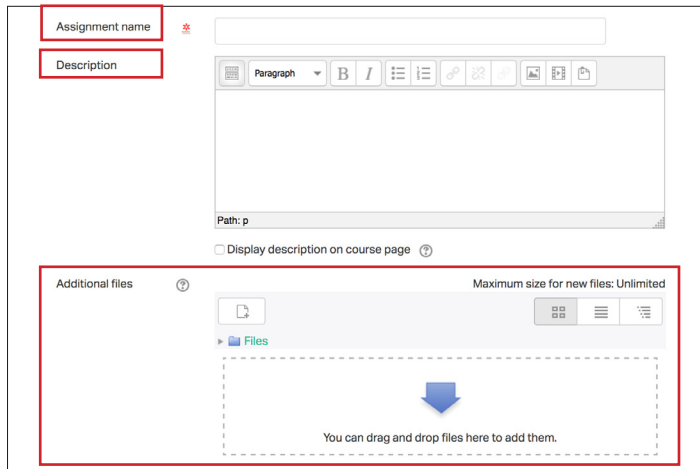 Assignment name
Description
Paragraph
B I
Path: p
Display description on course page
Additional files
Maximum size for new files: Unlimited
Files
You can drag and drop files here to add them.